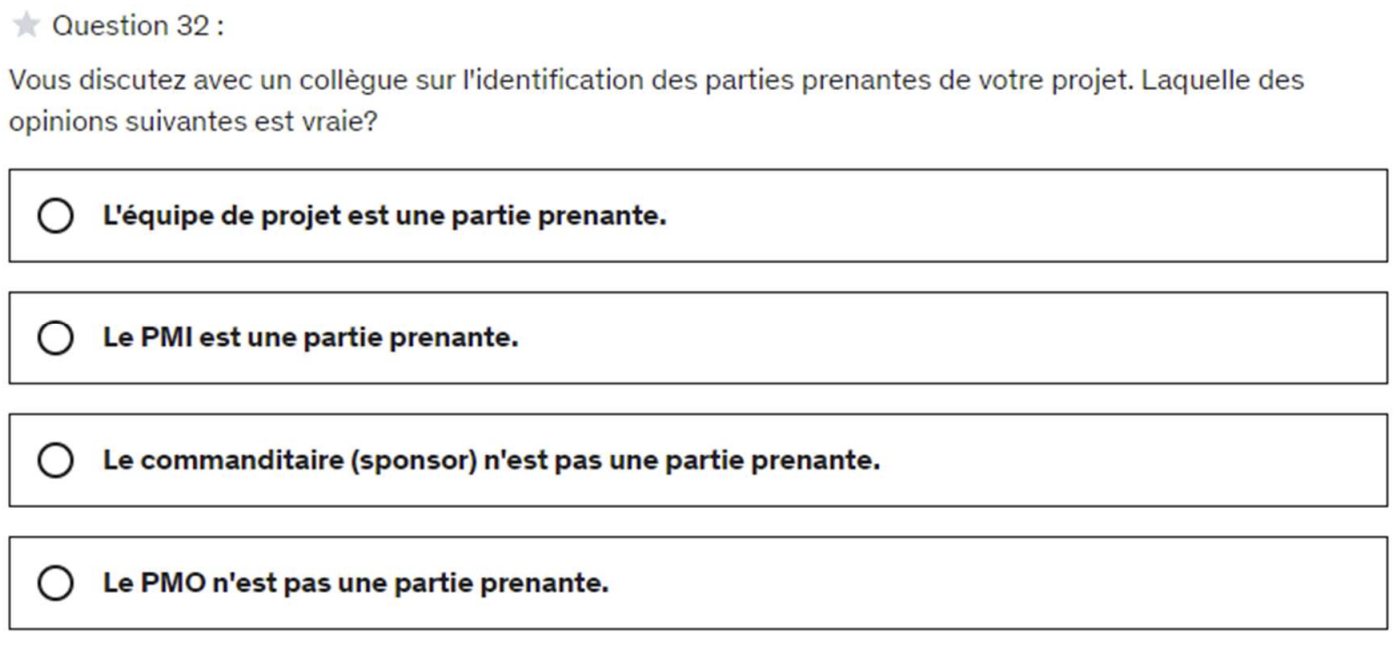 Question 32 :
Vous discutez avec un collègue sur l'identification des parties prenantes de votre projet. Laquelle des
opinions suivantes est vraie?
L'équipe de projet est une partie prenante.
Le PMI est une partie prenante.
Le commanditaire (sponsor) n'est pas une partie prenante.
Le PMO n'est pas une partie prenante.